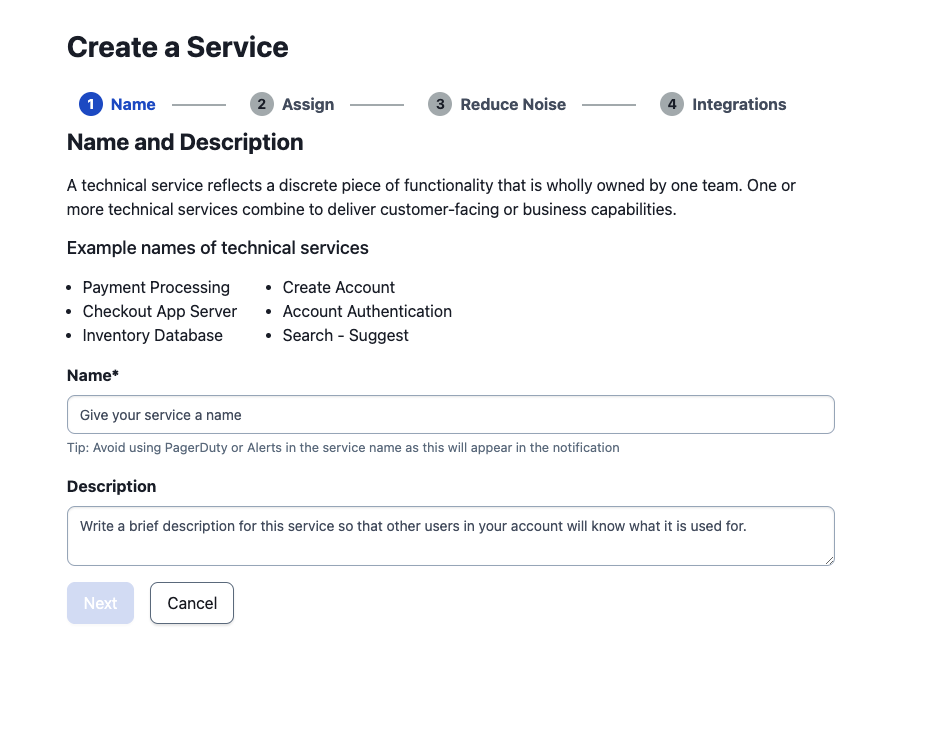 Create a Service
1 Name 2 Assign 3 Reduce Noise 4 Integrations
Name and Description
A technical service reflects a discrete piece of functionality that is wholly owned by one team. One or
more technical services combine to deliver customer-facing or business capabilities.
Example names of technical services
• Payment Processing • Create Account
• Checkout App Server • Account Authentication
• Inventory Database • Search - Suggest
Name*
Give your service a name
Tip: Avoid using PagerDuty or Alerts in the service name as this will appear in the notification
Description
Write a brief description for this service so that other users in your account will know what it is used for.
Next Cancel